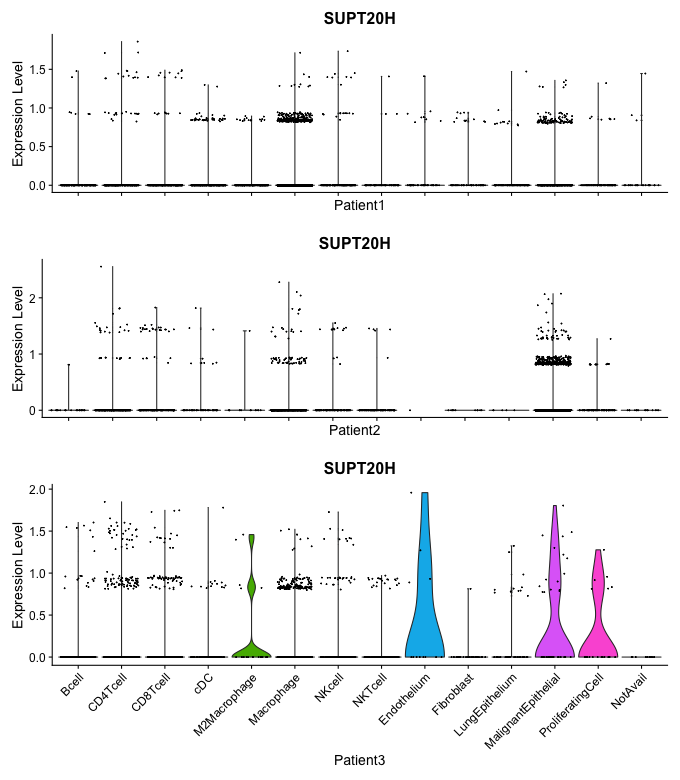 SUPT20H
Expression Level
1.5
1.0
0.5
0.0
Patient1
SUPT20H
Expression Level
2
1
0
Patient2
SUPT20H
Expression Level
2.0
1.5
1.0
0.5
0.0
Bcell
CD4Tcell
CD8Tcell
cDC
M2Macrophage
Macrophage
NKcell
NKTcell
Endothelium
Fibroblast
LungEpithelium
MalignantEpithelial
ProliferatingCell
NotAvail
Patient3